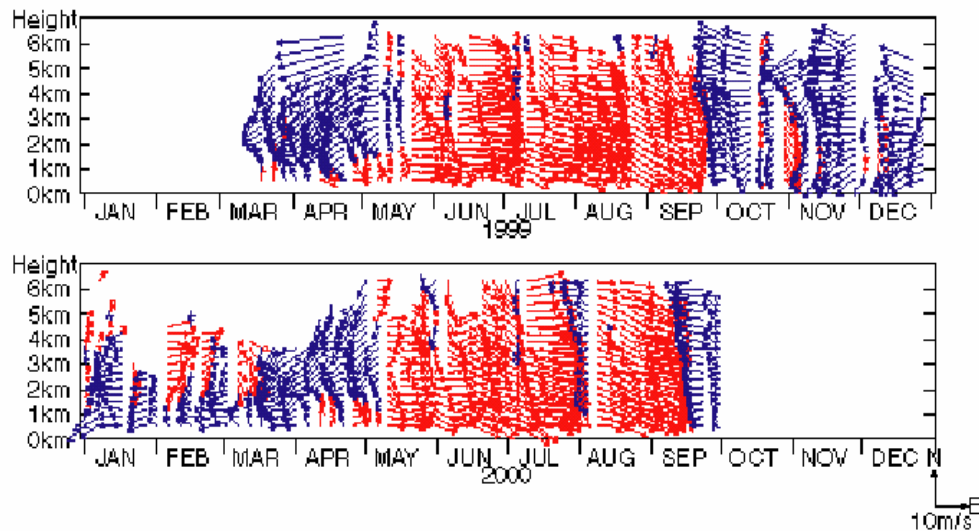 Height
6km
5km
4km
3km
2km
1km
0km
JAN FEB MAR APR MAY JUN JUL AUG SEP OCT NOV DEC
1999
Height
6km
5km
4km
3km
2km
1km
0km
JAN FEB MAR APR MAY JUN JUL AUG SEP OCT NOV DEC N
2000
E
10m/s